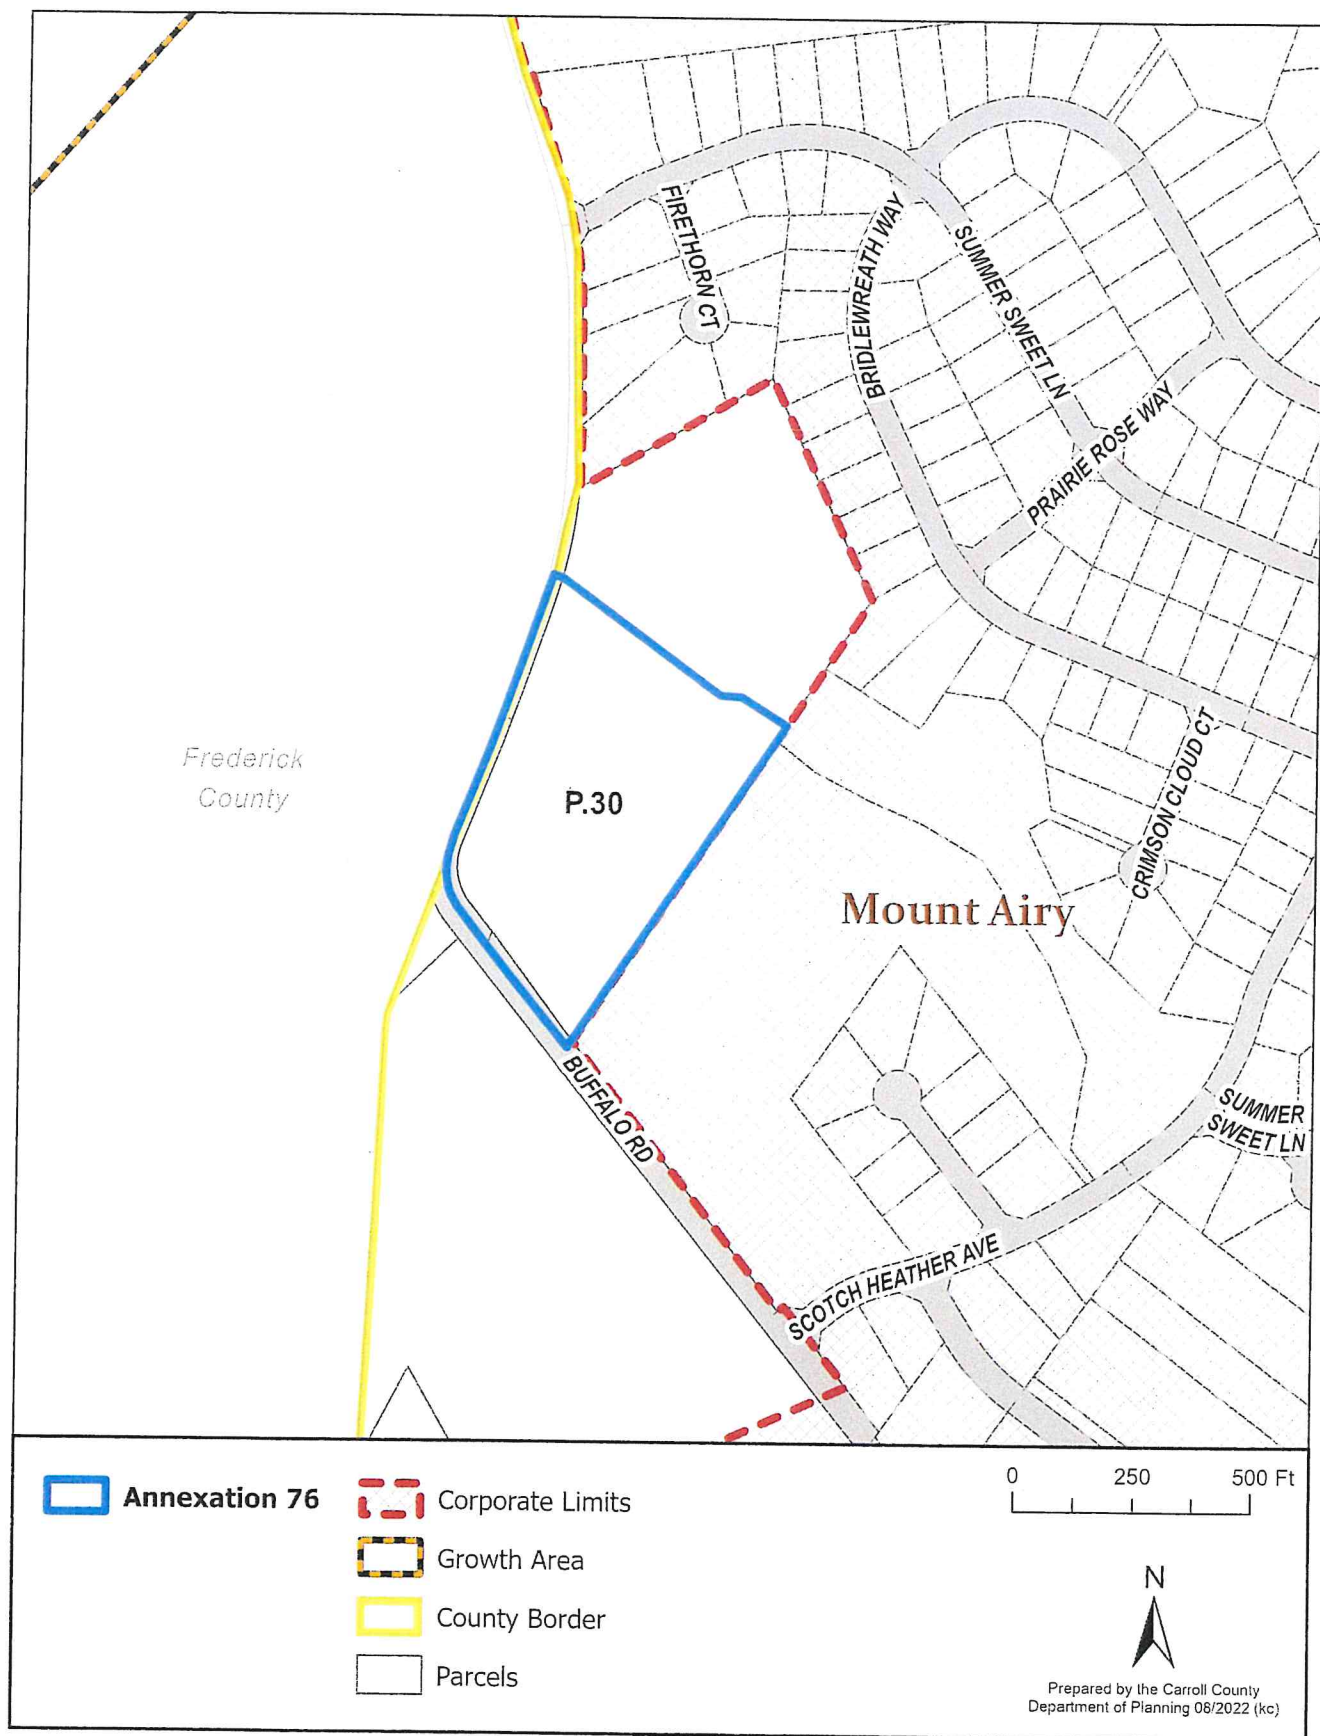 FIRETHORN CT
BRIDLEWREATH WAY
SUMMER SWEET LN
PRAIRIE ROSE WAY
Frederick
County
P.30
CRIMSON CLOUD CT
Mount Airy
BUFFALO RD
SUMMER
SWEET LN
SCOTCH HEATHER AVE
Annexation 76
Corporate Limits
Growth Area
County Border
Parcels
0 250 500 Ft
N
Prepared by the Carroll County
Department of Planning 08/2022 (kc)